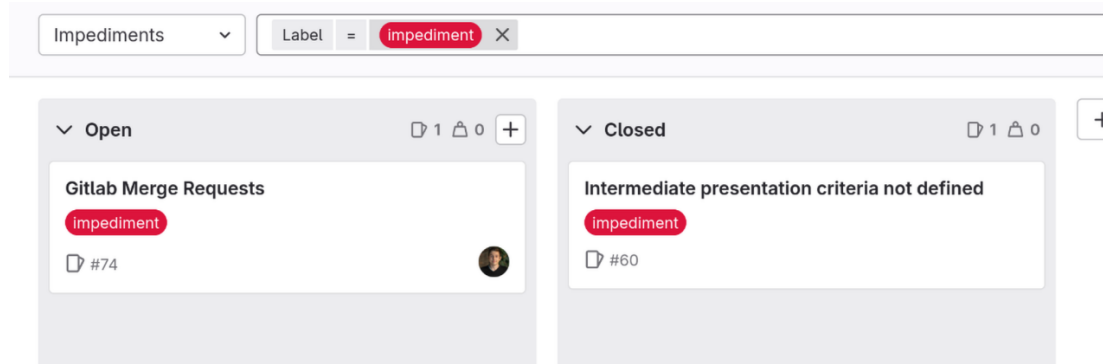 Impediments
Label = impediment
Open 1 0
Gitlab Merge Requests
impediment
#74
Closed 1 0
Intermediate presentation criteria not defined
impediment
#60